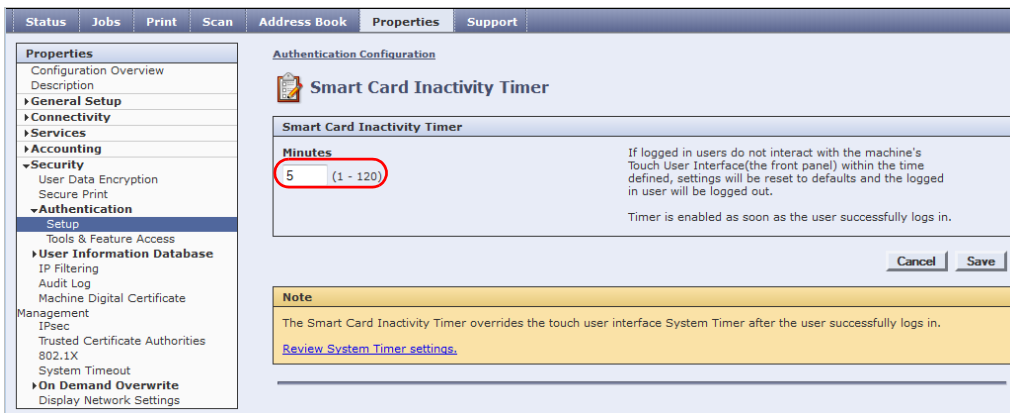 Status Jobs Print Scan Address Book Properties Support
Properties
Configuration Overview
Description
General Setup
Connectivity
Services
Accounting
Security
User Data Encryption
Secure Print
Authentication
Setup
Tools & Feature Access
User Information Database
IP Filtering
Audit Log
Machine Digital Certificate
Management
IPsec
Trusted Certificate Authorities
802.1X
System Timeout
On Demand Overwrite
Display Network Settings
Authentication Configuration
Smart Card Inactivity Timer
Smart Card Inactivity Timer
Minutes
5 (1 - 120)
If logged in users do not interact with the machine's
Touch User Interface(the front panel) within the time
defined, settings will be reset to defaults and the logged
in user will be logged out.
Timer is enabled as soon as the user successfully logs in.
Cancel Save
Note
The Smart Card Inactivity Timer overrides the touch user interface System Timer after the user successfully logs in.
Review System Timer settings.